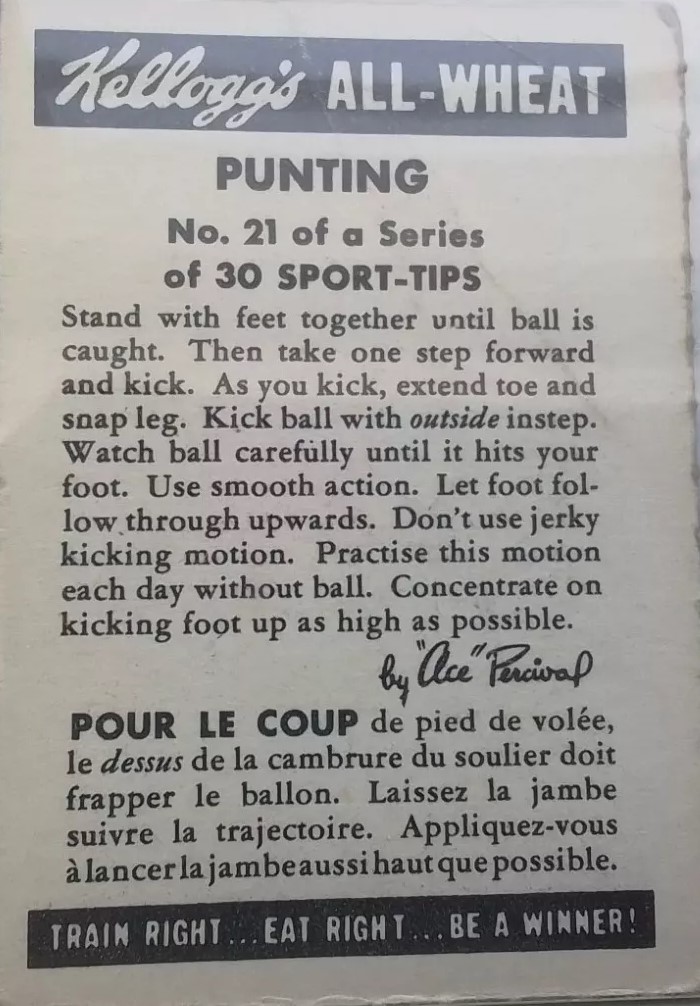 Kellogg's ALL-WHEAT
PUNTING
No. 21 of a Series
of 30 SPORT-TIPS
Stand with feet together until ball is
caught. Then take one step forward
and kick. As you kick, extend toe and
snap leg. Kick ball with outside instep.
Watch ball carefully until it hits your
foot. Use smooth action. Let foot fol-
low through upwards. Don't use jerky
kicking motion. Practise this motion
each day without ball. Concentrate on
kicking foot up as high as possible.
by "Ace" Percival
POUR LE COUP de pied de volée,
le dessus de la cambrure du soulier doit
frapper le ballon. Laissez la jambe
suivre la trajectoire. Appliquez-vous
à lancer la jambe aussi haut que possible.
TRAIN RIGHT...EAT RIGHT...BE A WINNER!